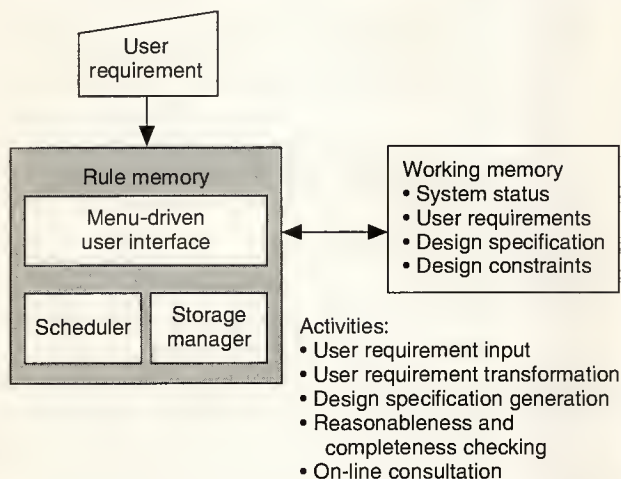 User
requirement
Rule memory
Menu-driven
user interface
Scheduler
Storage
manager
Working memory
• System status
• User requirements
• Design specification
• Design constraints
Activities:
• User requirement input
• User requirement transformation
• Design specification generation
• Reasonableness and
completeness checking
• On-line consultation